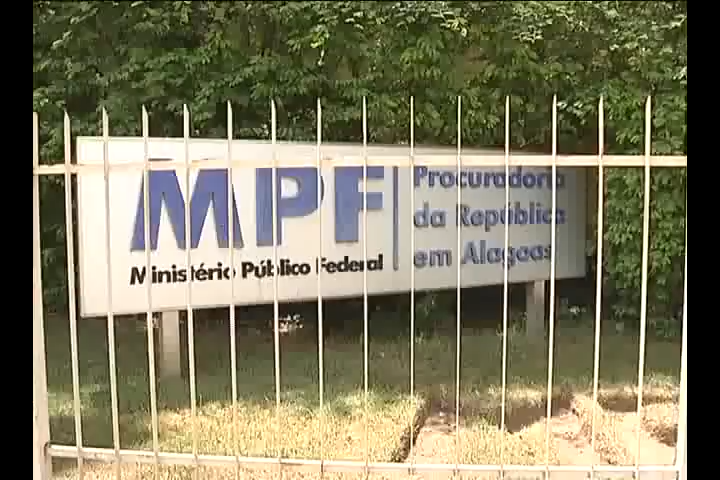 MPF
Ministério Público Federal
Procuradoria
da República
em Alagoas